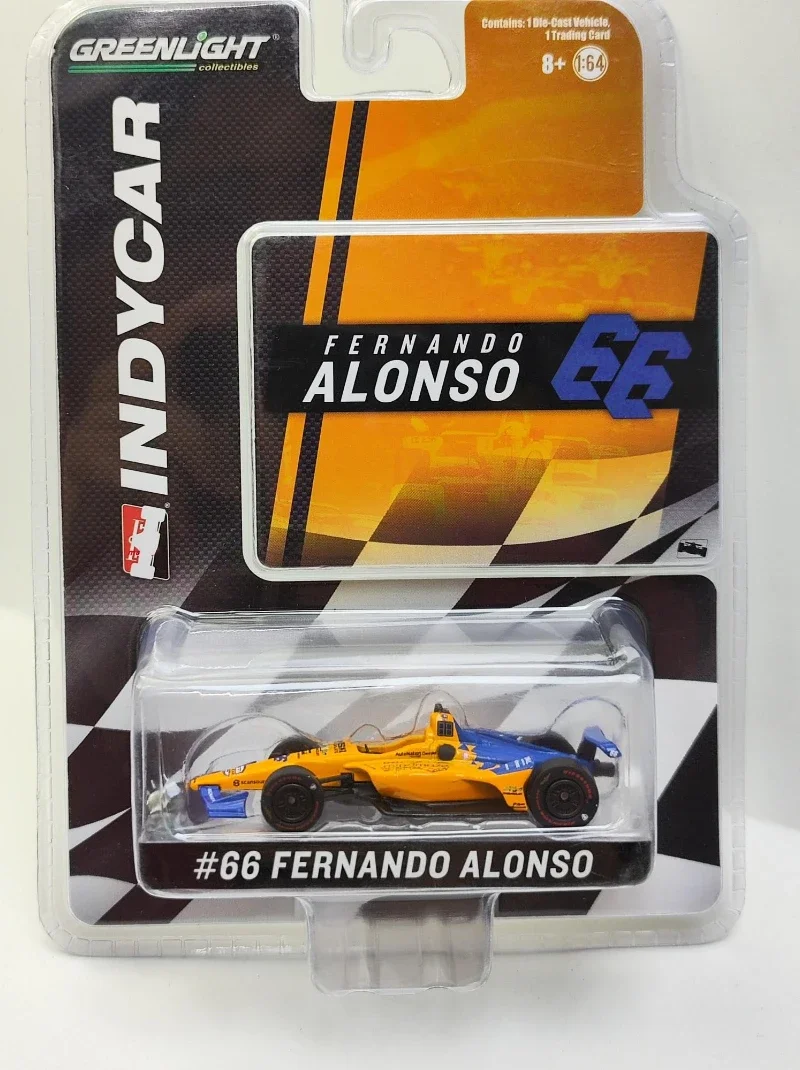 GREENLIGHT®
collectibles
Contains: 1 Die-Cast Vehicle,
1 Trading Card
8+ 1:64
INDYCAR
FERNANDO
ALONSO
66
#66 FERNANDO ALONSO